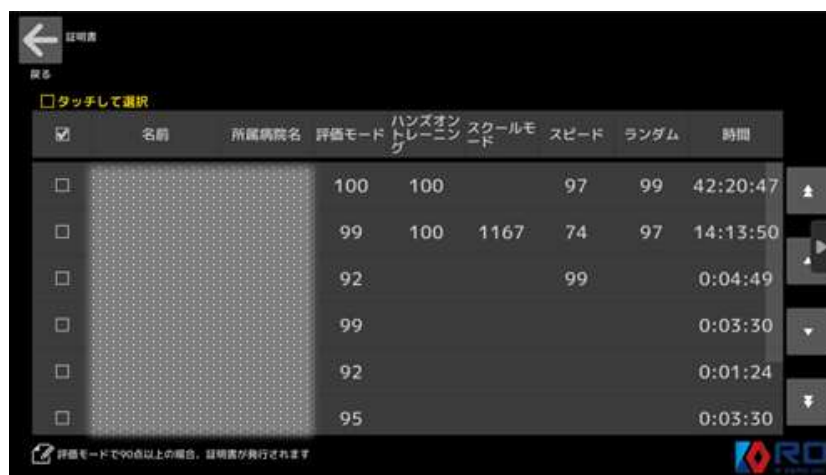 証明書
戻る
タッチして選択
名前 所属病院名 評価モード ハンズオントレーニング スクールモード スピード ランダム 時間
100 100 97 99 42:20:47
99 100 1167 74 97 14:13:50
92 99 0:04:49
99 0:03:30
92 0:01:24
95 0:03:30
評価モードで90点以上の場合、証明書が発行されます